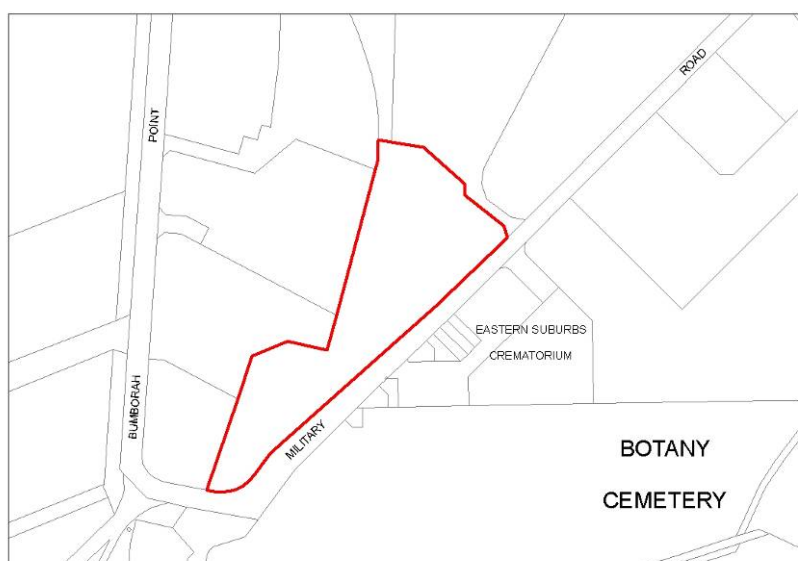 ROAD
POINT
EASTERN SUBURBS
CREMATORIUM
BUMBORAH
MILITARY
BOTANY
CEMETERY